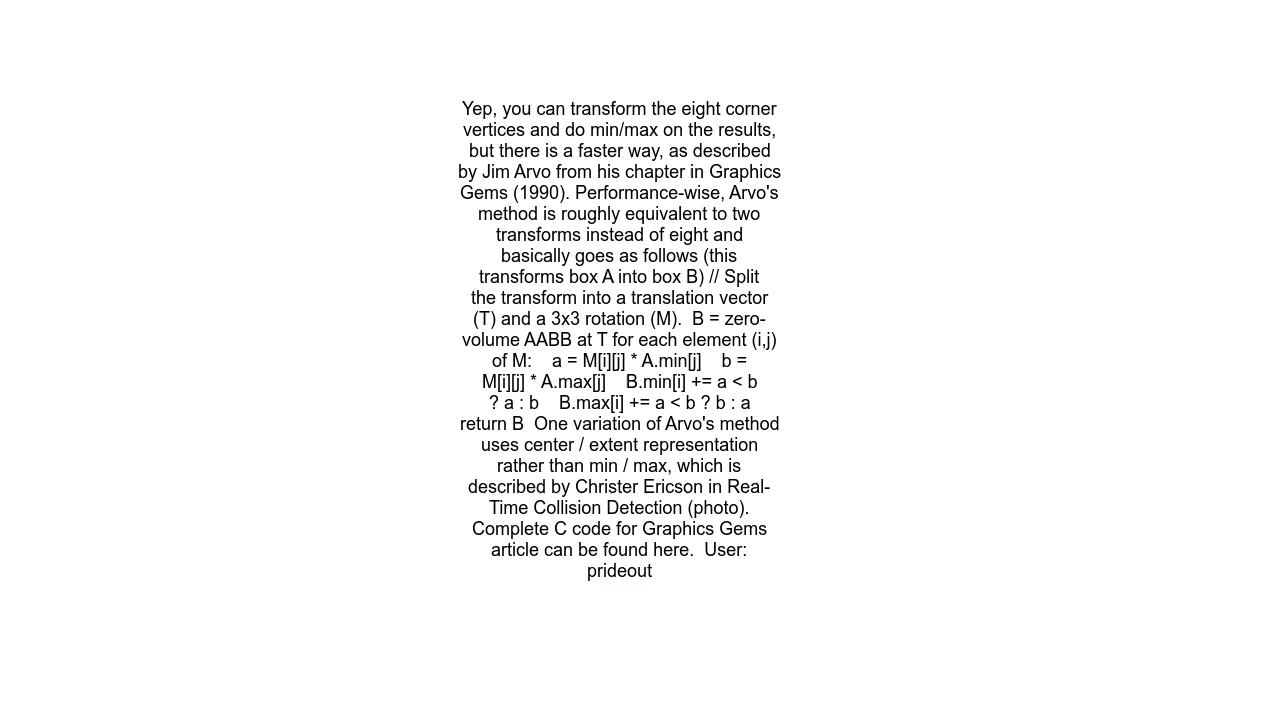 Yep, you can transform the eight corner
vertices and do min/max on the results,
but there is a faster way, as described
by Jim Arvo from his chapter in Graphics
Gems (1990). Performance-wise, Arvo's
method is roughly equivalent to two
transforms instead of eight and
basically goes as follows (this
transforms box A into box B) // Split
the transform into a translation vector
(T) and a 3x3 rotation (M).  B = zero-
volume AABB at T for each element (i,j)
of M:    a = M[i][j] * A.min[j]    b =
M[i][j] * A.max[j]    B.min[i] += a < b
? a : b    B.max[i] += a < b ? b : a
return B  One variation of Arvo's method
uses center / extent representation
rather than min / max, which is
described by Christer Ericson in Real-
Time Collision Detection (photo).
Complete C code for Graphics Gems
article can be found here.  User:
prideout